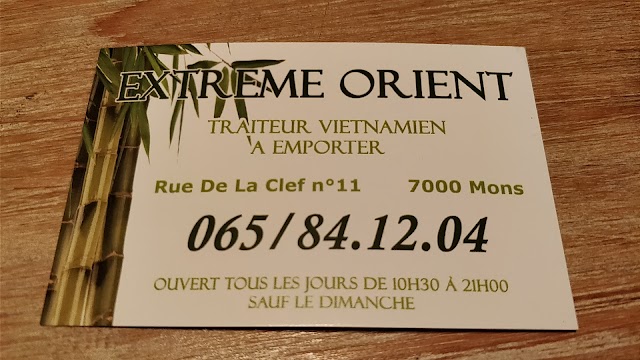 EXTREME ORIENT
TRAITEUR VIETNAMIEN
A EMPORTER
Rue De La Clef n°11 7000 Mons
065/84.12.04
OUVERT TOUS LES JOURS DE 10H30 À 21H00
SAUF LE DIMANCHE